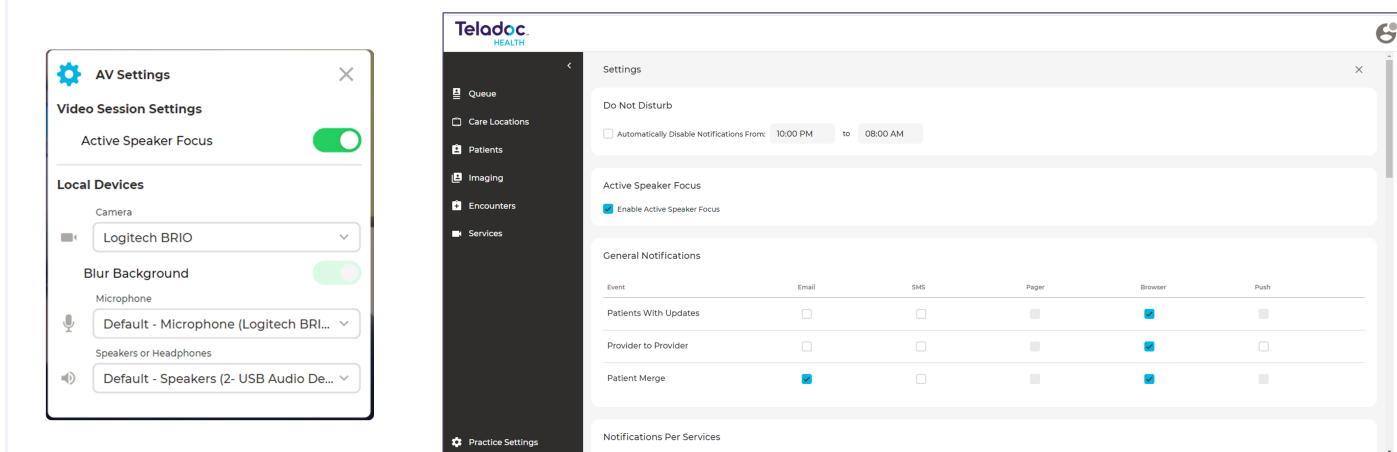 AV Settings
Video Session Settings
Active Speaker Focus
Local Devices
Camera
Logitech BRIO
Blur Background
Microphone
Default - Microphone (Logitech BRI...
Speakers or Headphones
Default - Speakers (2- USB Audio De...
Teladoc
HEALTH
Queue
Care Locations
Patients
Imaging
Encounters
Services
Practice Settings
Settings
Do Not Disturb
Automatically Disable Notifications From: 10:00 PM to 08:00 AM
Active Speaker Focus
Enable Active Speaker Focus
General Notifications
Event Email SMS Pager Browser Push
Patients With Updates
Provider to Provider
Patient Merge
Notifications Per Services